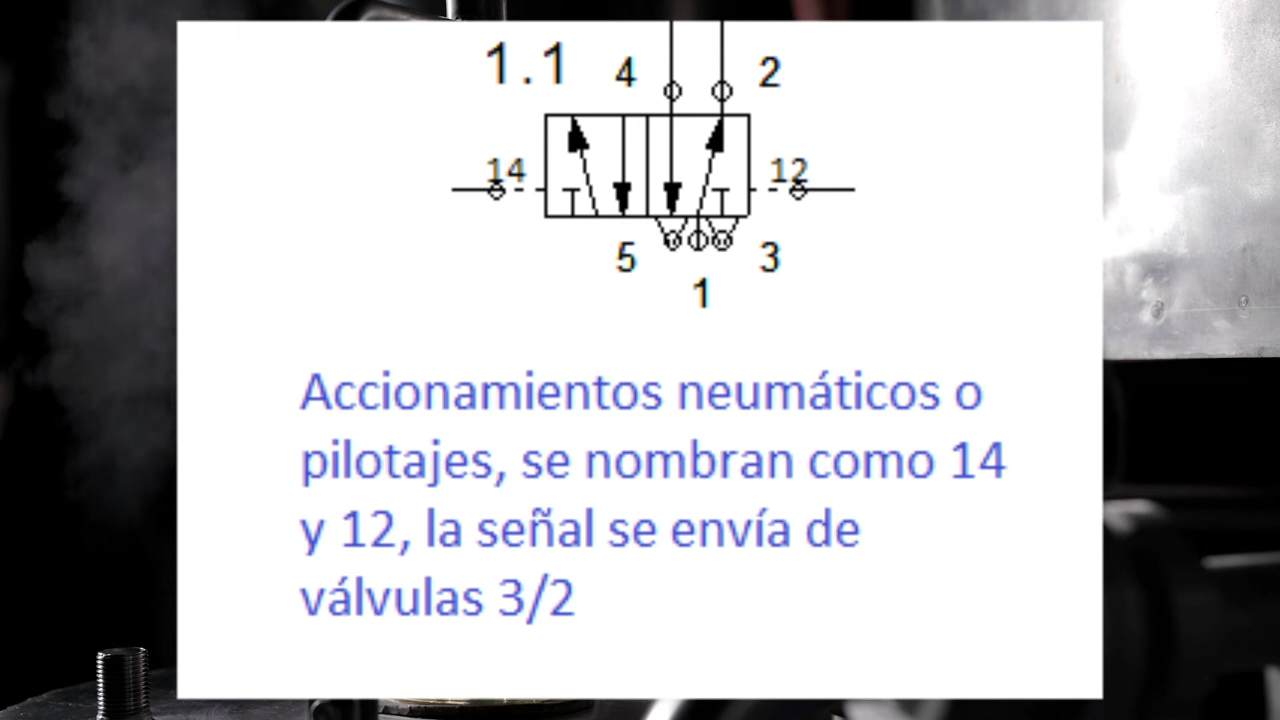 1.1 4 2
14 12
5 3
1
Accionamientos neumáticos o
pilotajes, se nombran como 14
y 12, la señal se envía de
válvulas 3/2